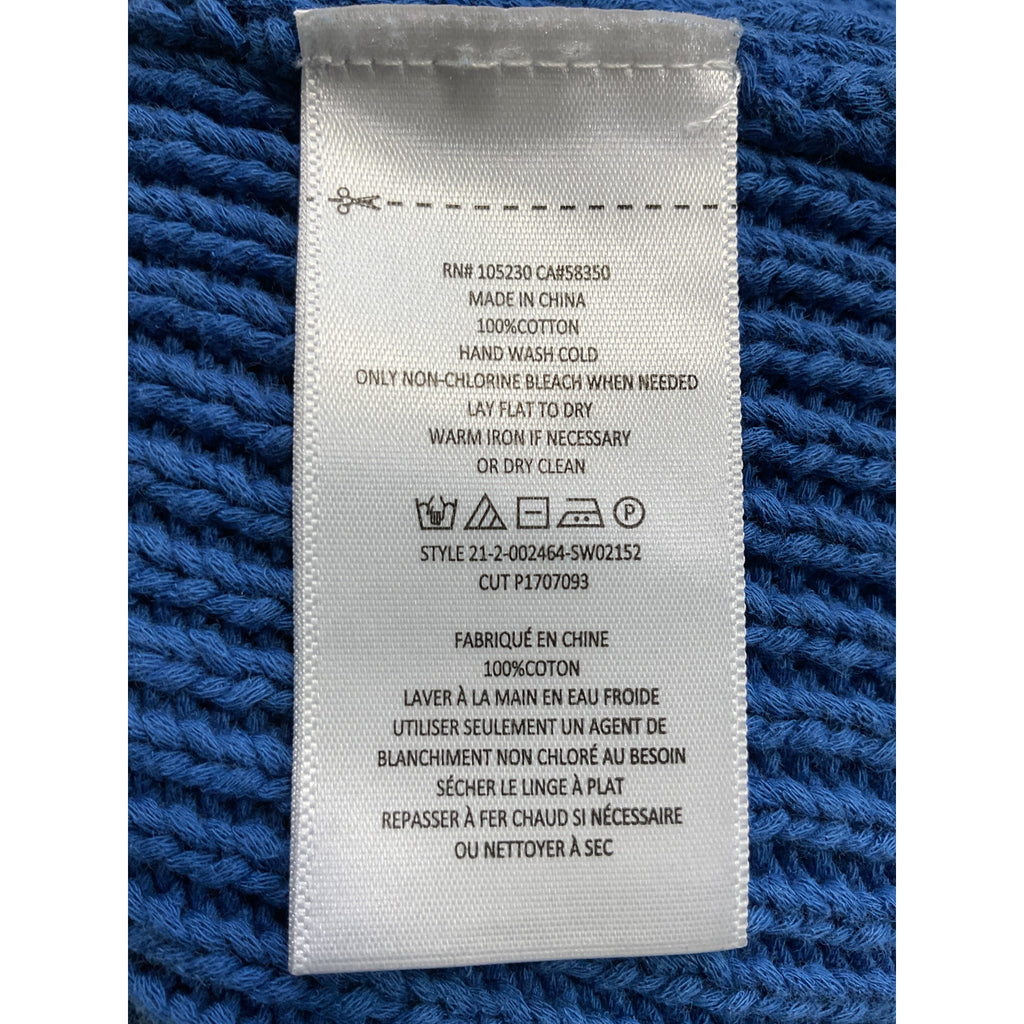 RN# 105230 CA#58350
MADE IN CHINA
100%COTTON
HAND WASH COLD
ONLY NON-CHLORINE BLEACH WHEN NEEDED
LAY FLAT TO DRY
WARM IRON IF NECESSARY
OR DRY CLEAN
P
STYLE 21-2-002464-SW02152
CUT P1707093
FABRIQUÉ EN CHINE
100%COTON
LAVER À LA MAIN EN EAU FROIDE
UTILISER SEULEMENT UN AGENT DE
BLANCHIMENT NON CHLORÉ AU BESOIN
SÉCHER LE LINGE À PLAT
REPASSER À FER CHAUD SI NÉCESSAIRE
OU NETTOYER À SEC